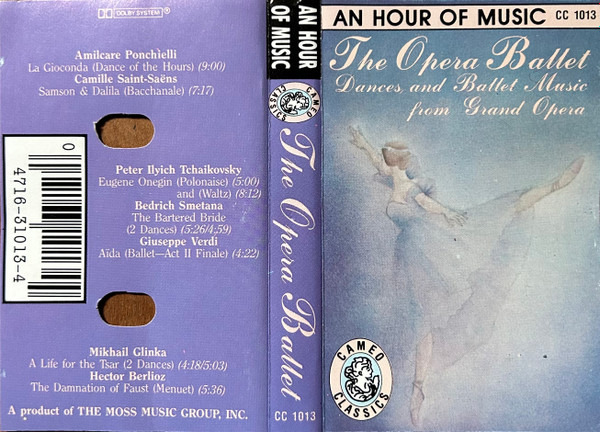 DOLBY SYSTEM®
Amilcare Ponchielli
La Gioconda (Dance of the Hours) (9:00)
Camille Saint-Saëns
Samson & Dalila (Bacchanale) (7:17)
Peter Ilyich Tchaikovsky
Eugene Onegin (Polonaise) (5:00)
and (Waltz) (8:12)
Bedrich Smetana
The Bartered Bride
(2 Dances) (5:26/4:59)
Giuseppe Verdi
Aïda (Ballet—Act II Finale) (4:22)
Mikhail Glinka
A Life for the Tsar (2 Dances) (4:18/5:03)
Hector Berlioz
The Damnation of Faust (Menuet) (5:36)
A product of THE MOSS MUSIC GROUP, INC.
0
4716-31013-4
AN HOUR
OF MUSIC
CAMEO
CLASSICS
The Opera Ballet
CC 1013
AN HOUR OF MUSIC CC 1013
The Opera Ballet
Dances and Ballet Music
from Grand Opera
CAMEO
CLASSICS